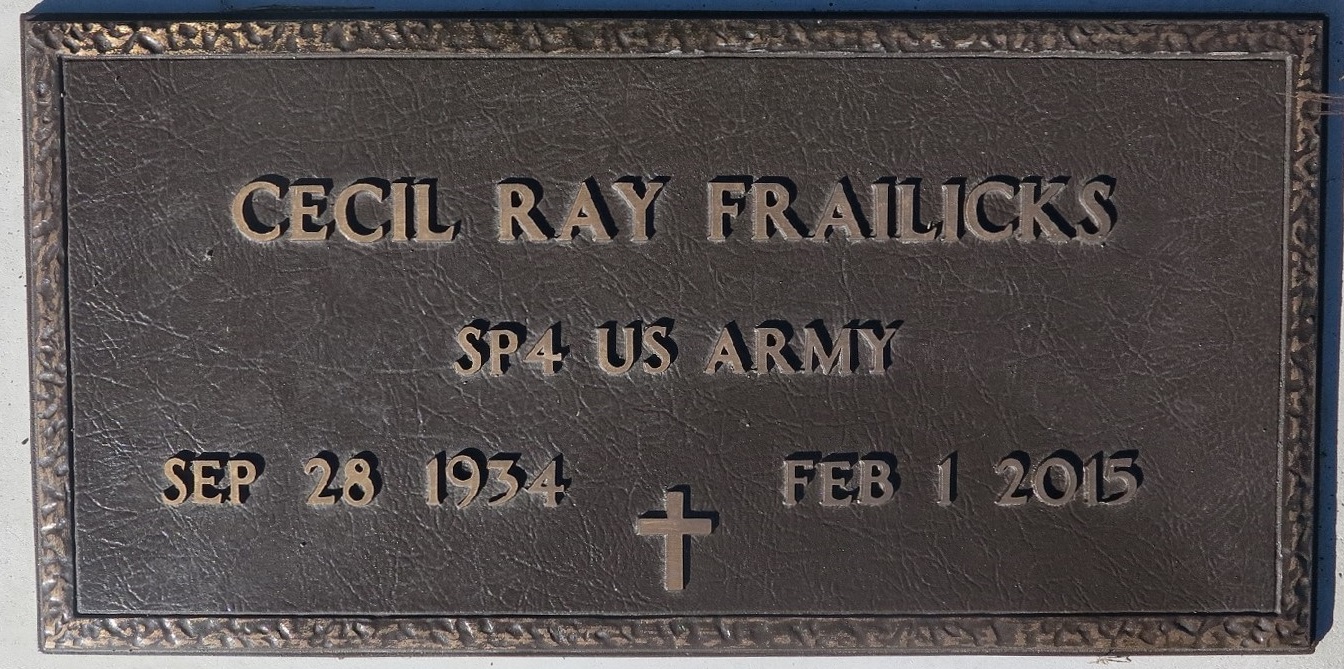 CECIL RAY FRAILICKS
SP4 US ARMY
SEP 28 1934 FEB 1 2015